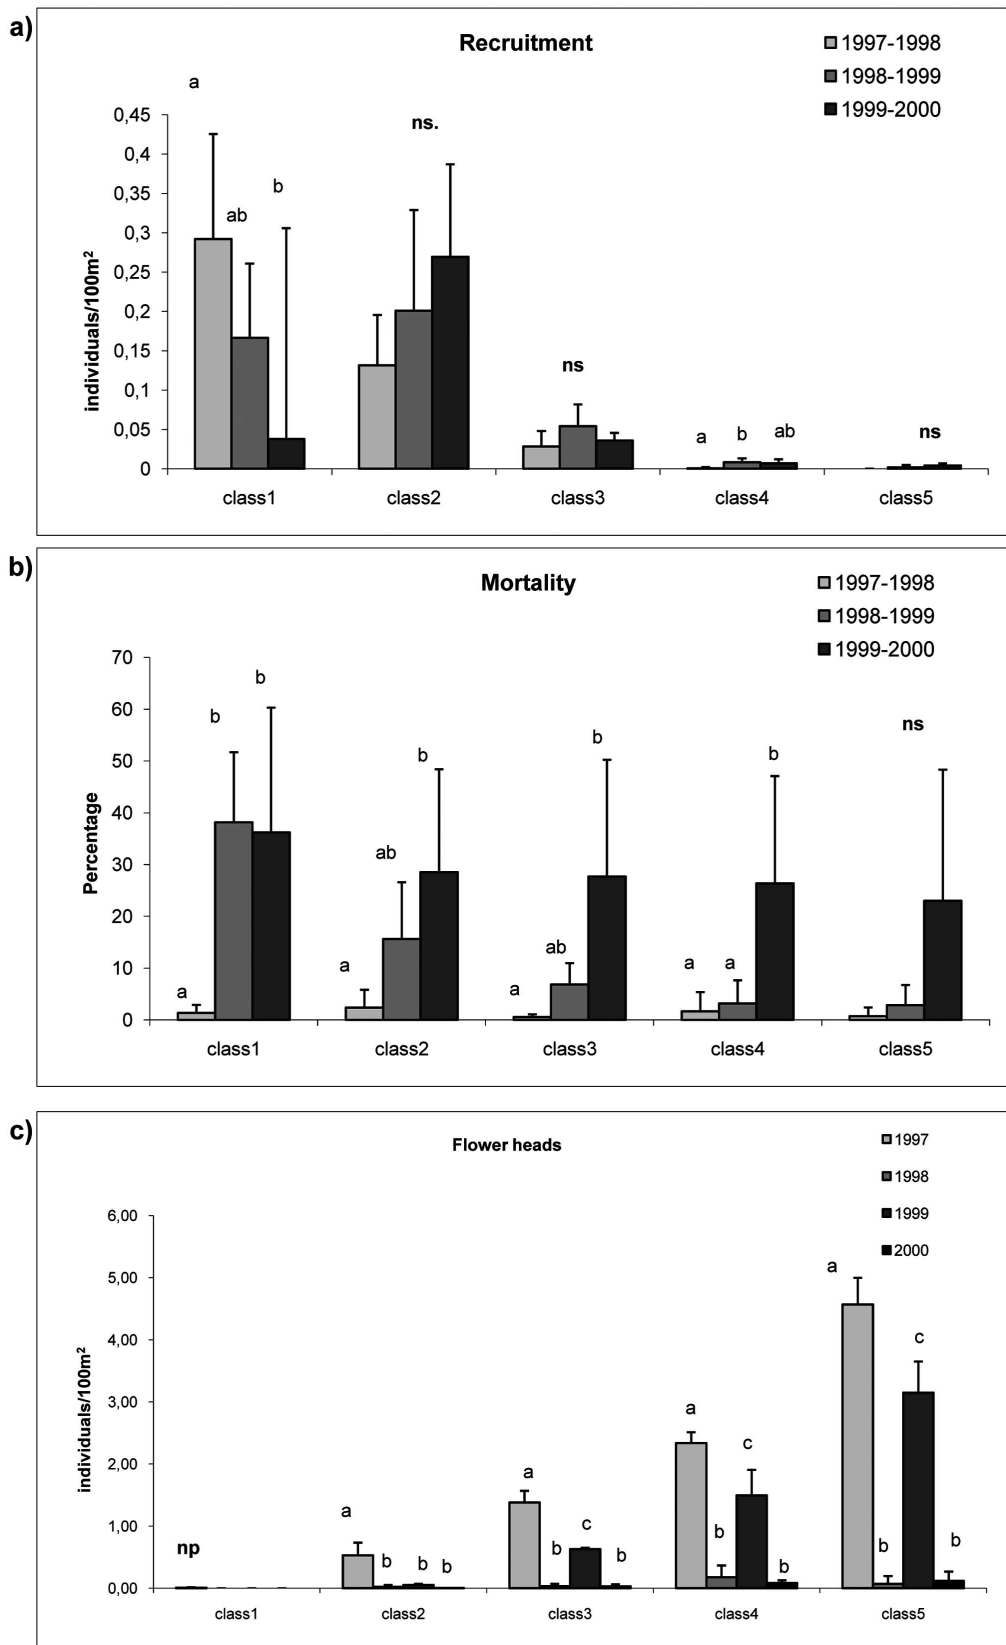 a)
Recruitment
1997-1998
1998-1999
1999-2000
individuals/100m²
0,45
0,4
0,35
0,3
0,25
0,2
0,15
0,1
0,05
0
a
ab
b
ns.
ns
a
b
ab
ns
class1 class2 class3 class4 class5
b)
Mortality
1997-1998
1998-1999
1999-2000
Percentage
70
60
50
40
30
20
10
0
a
b
b
a
ab
b
a
ab
b
a
a
b
ns
class1 class2 class3 class4 class5
c)
Flower heads
1997
1998
1999
2000
individuals/100m²
6,00
5,00
4,00
3,00
2,00
1,00
0,00
np
a
b
b
b
a
b
c
b
a
b
c
b
a
b
c
b
class1 class2 class3 class4 class5